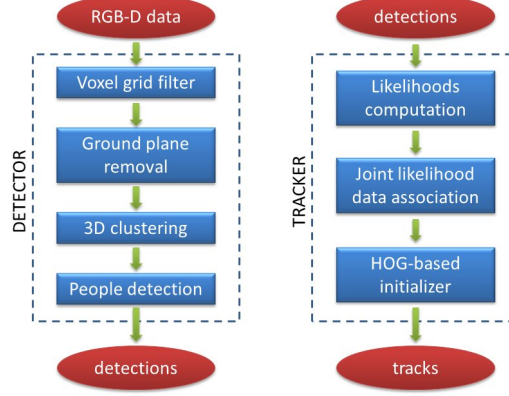 RGB-D data
DETECTOR
Voxel grid filter
Ground plane
removal
3D clustering
People detection
detections
detections
TRACKER
Likelihoods
computation
Joint likelihood
data association
HOG-based
initializer
tracks